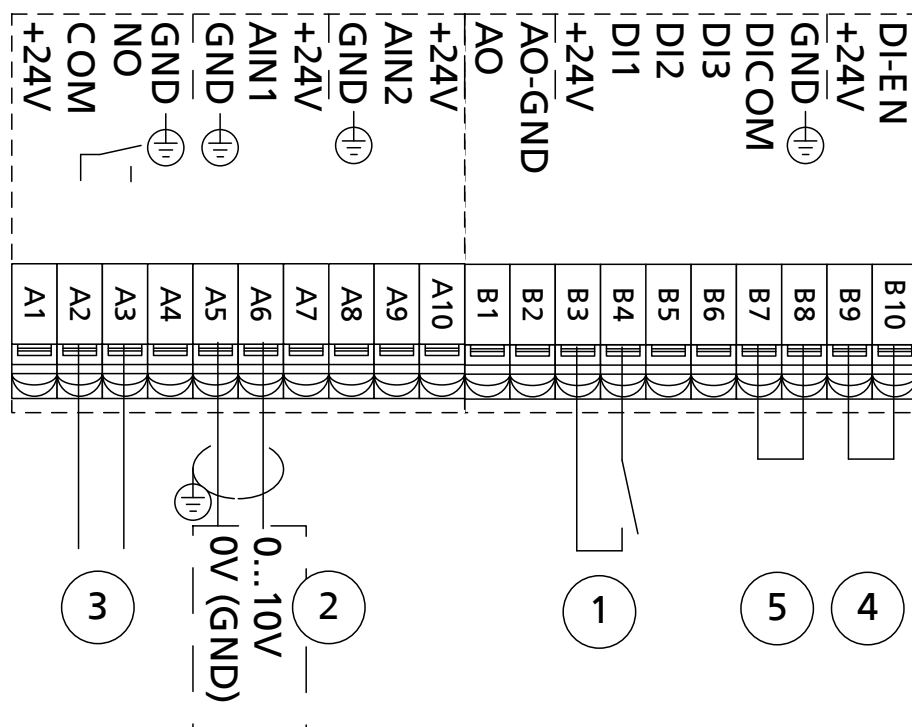 +24V
COM
NO
GND
GND
AIN1
+24V
GND
AIN2
+24V
AO
AO-GND
+24V
DI1
DI2
DI3
DICOM
GND
+24V
DI-EN
A1
A2
A3
A4
A5
A6
A7
A8
A9
A10
B1
B2
B3
B4
B5
B6
B7
B8
B9
B10
0V (GND)
0...10V
3
2
1
5
4